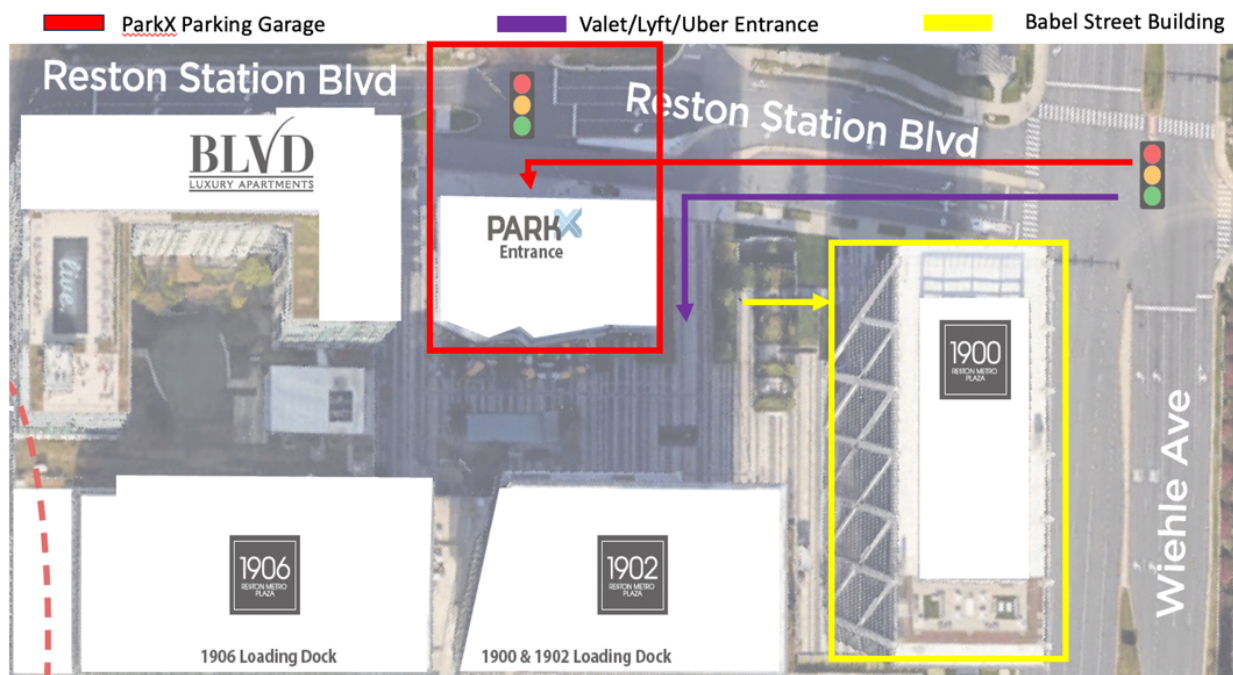 ParkX Parking Garage
Valet/Lyft/Uber Entrance
Babel Street Building
Reston Station Blvd
Reston Station Blvd
BLVD
LUXURY APARTMENTS
PARKX
Entrance
live.
1900
RESTON METRO
PLAZA
Wiehle Ave
1906
RESTON METRO
PLAZA
1902
RESTON METRO
PLAZA
1906 Loading Dock
1900 & 1902 Loading Dock